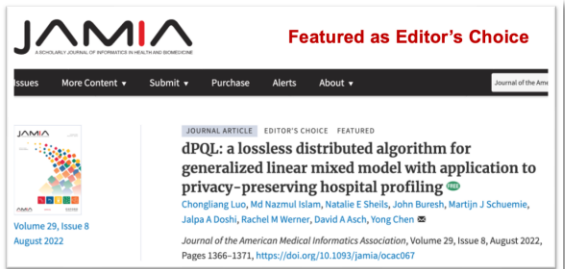 JAMIA
A SCHOLARLY JOURNAL OF INFORMATICS IN HEALTH AND BIOMEDICINE
Featured as Editor's Choice
Issues More Content ▾ Submit ▾ Purchase Alerts About ▾ Journal of the Ame
JAMIA
AMIA
Volume 29, Issue 8
August 2022
JOURNAL ARTICLE EDITOR'S CHOICE FEATURED
dPQL: a lossless distributed algorithm for
generalized linear mixed model with application to
privacy-preserving hospital profiling FREE
Chongliang Luo, Md Nazmul Islam, Natalie E Sheils, John Buresh, Martijn J Schuemie,
Jalpa A Doshi, Rachel M Werner, David A Asch, Yong Chen
Journal of the American Medical Informatics Association, Volume 29, Issue 8, August 2022,
Pages 1366–1371, https://doi.org/10.1093/jamia/ocac067